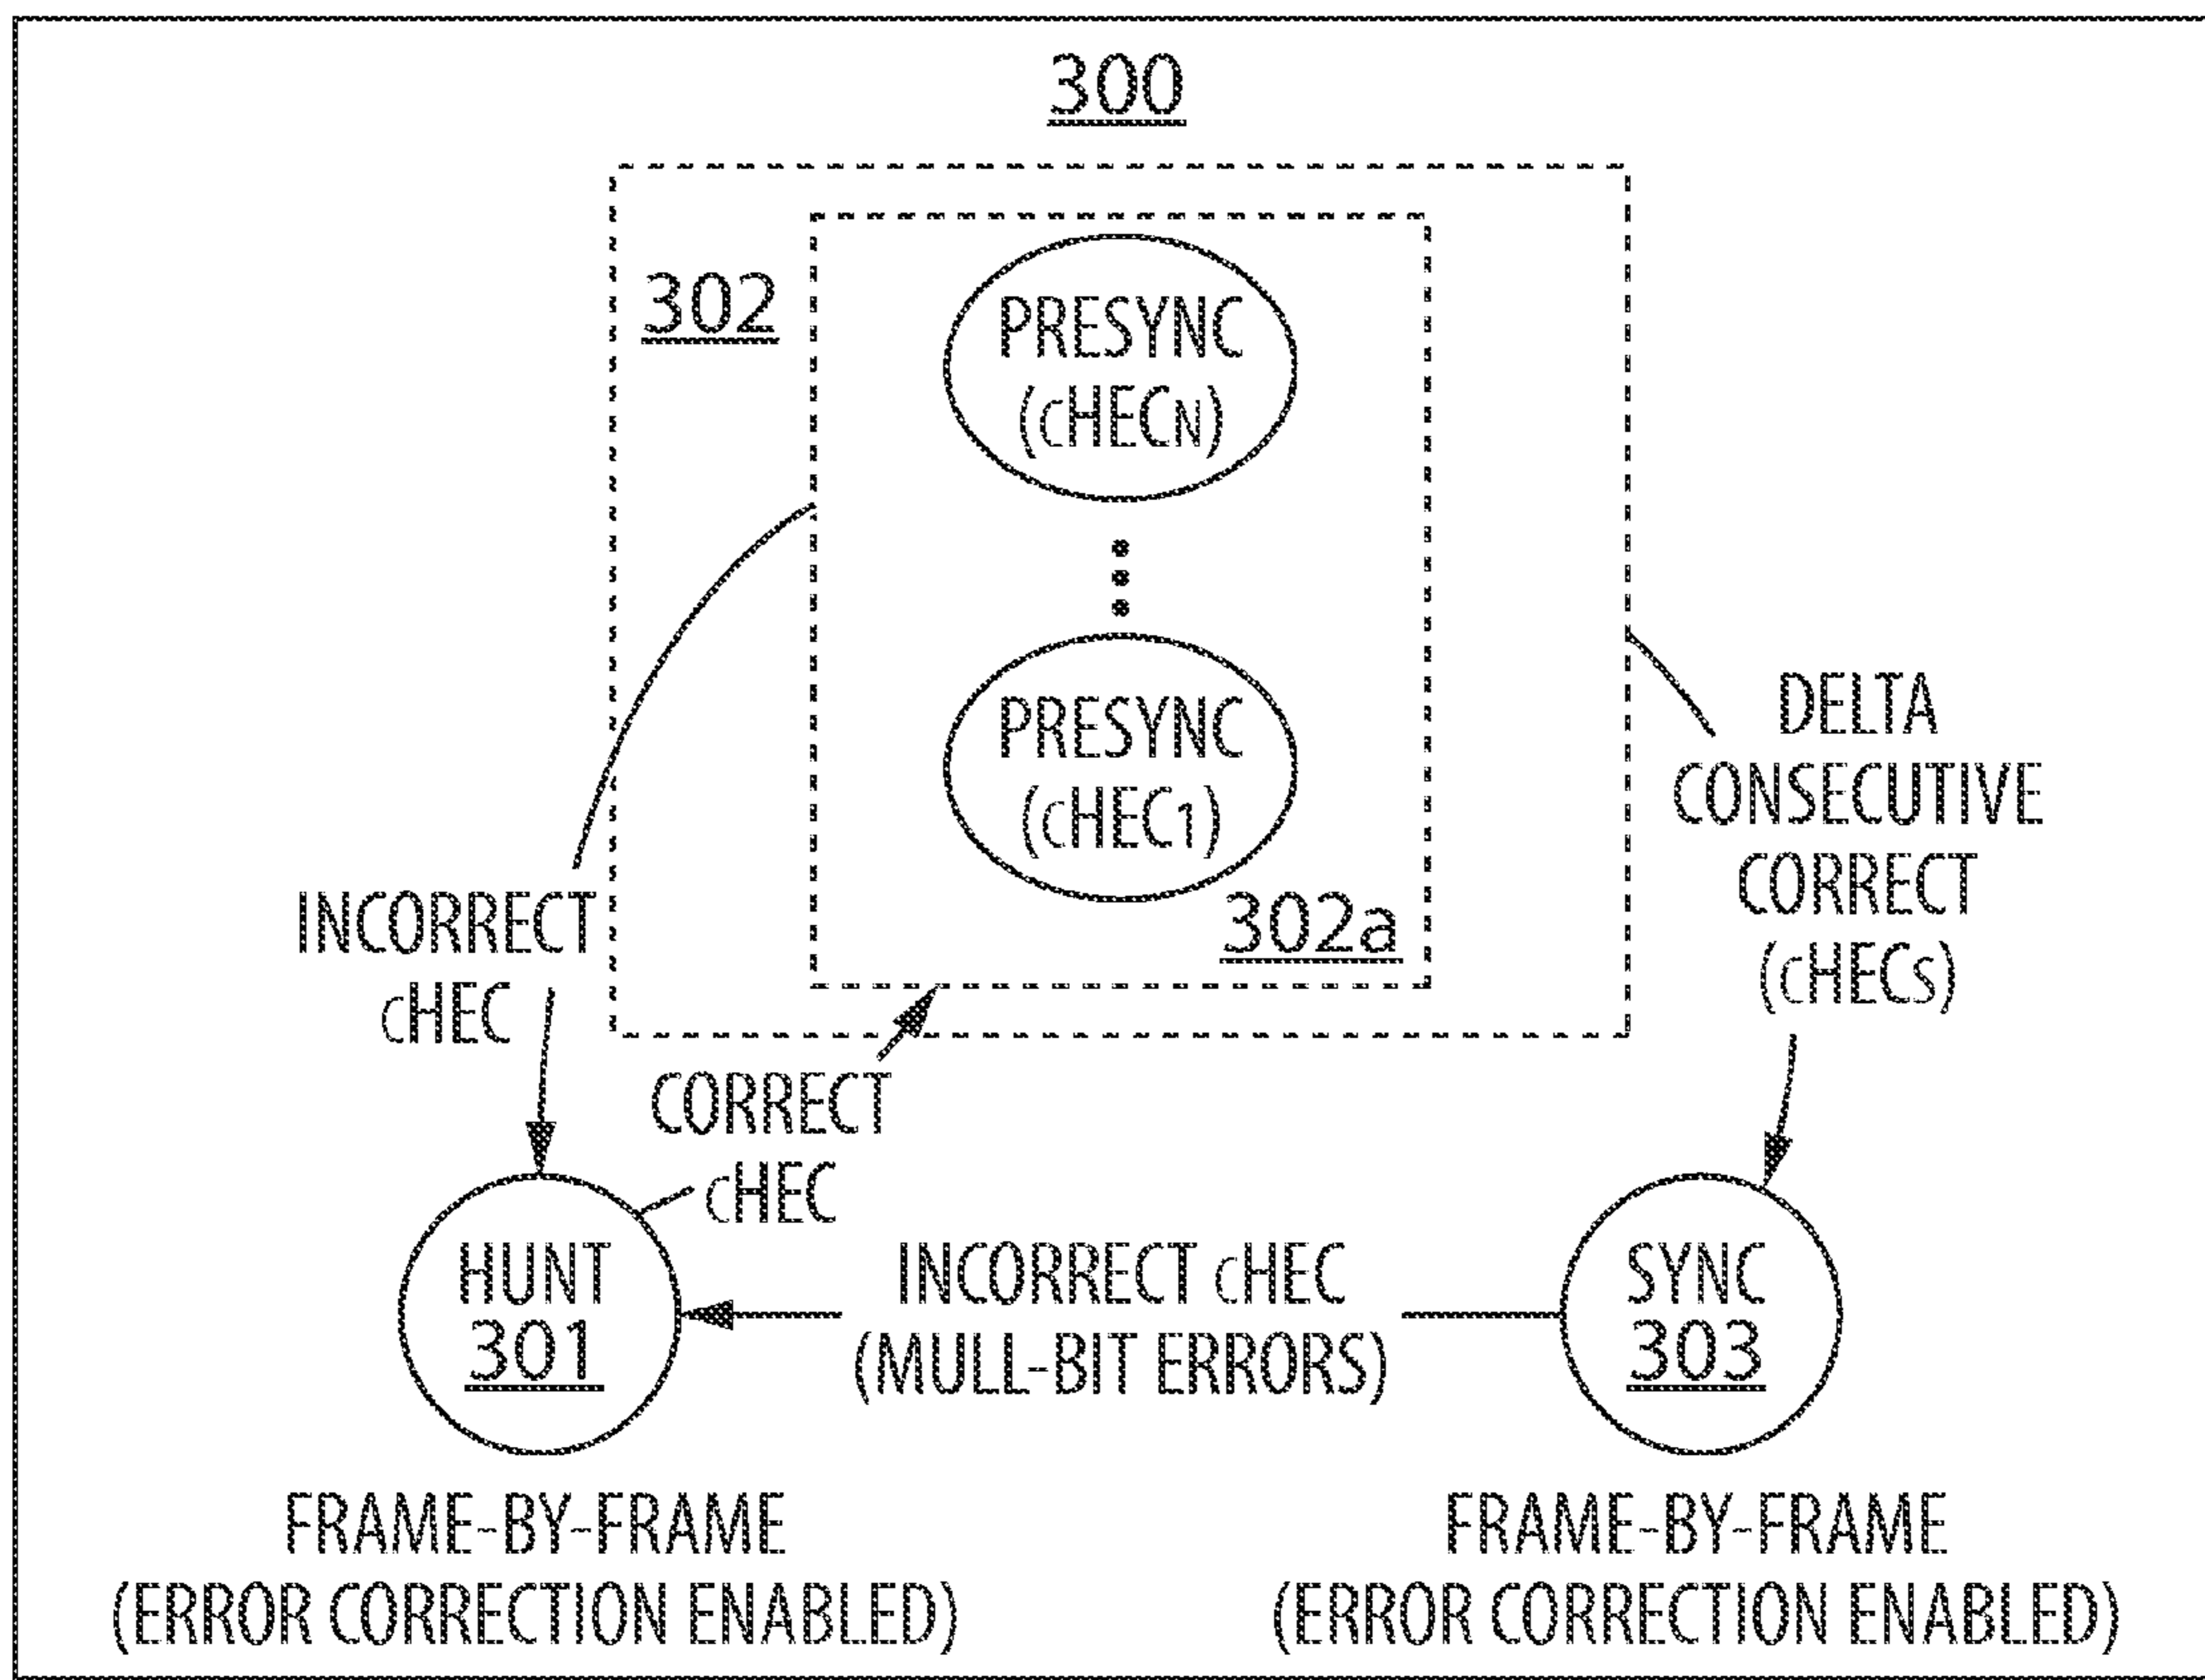 300
302
PRESYNC
(cHECN)
PRESYNC
(cHEC1)
302a
INCORRECT
cHEC
CORRECT
cHEC
DELTA
CONSECUTIVE
CORRECT
(cHECs)
HUNT
301
INCORRECT cHEC
(MULL-BIT ERRORS)
SYNC
303
FRAME-BY-FRAME
(ERROR CORRECTION ENABLED)
FRAME-BY-FRAME
(ERROR CORRECTION ENABLED)